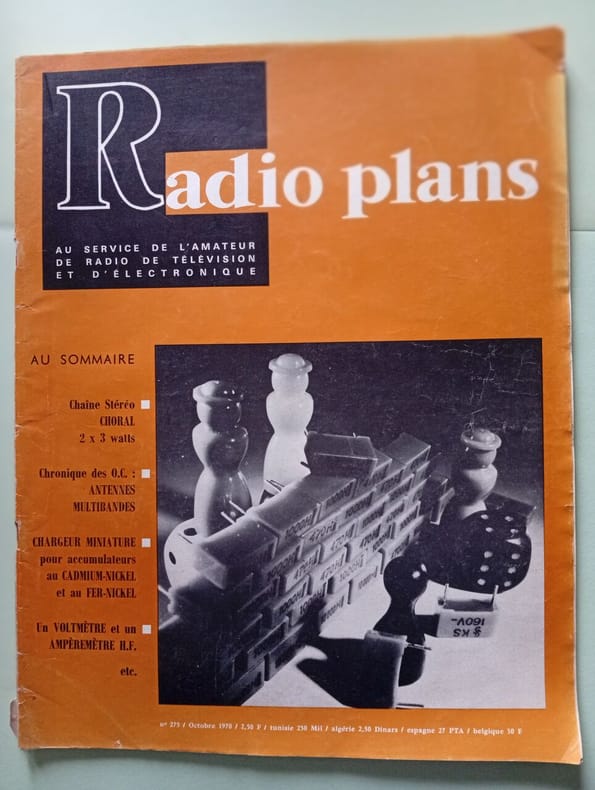 Radio plans
AU SERVICE DE L'AMATEUR
DE RADIO DE TÉLÉVISION
ET D'ÉLECTRONIQUE
AU SOMMAIRE
Chaîne Stéréo
CHORAL
2 x 3 watts
Chronique des O.C. :
ANTENNES
MULTIBANDES
CHARGEUR MINIATURE
pour accumulateurs
au CADMIUM-NICKEL
et au FER-NICKEL
Un VOLTMÈTRE et un
AMPÈREMÈTRE H.F.
etc.
KS
160V-
nº 275 / Octobre 1970 / 2,50 F / tunisie 250 Mil / algérie 2,50 Dinars / espagne 27 PTA / belgique 30 F